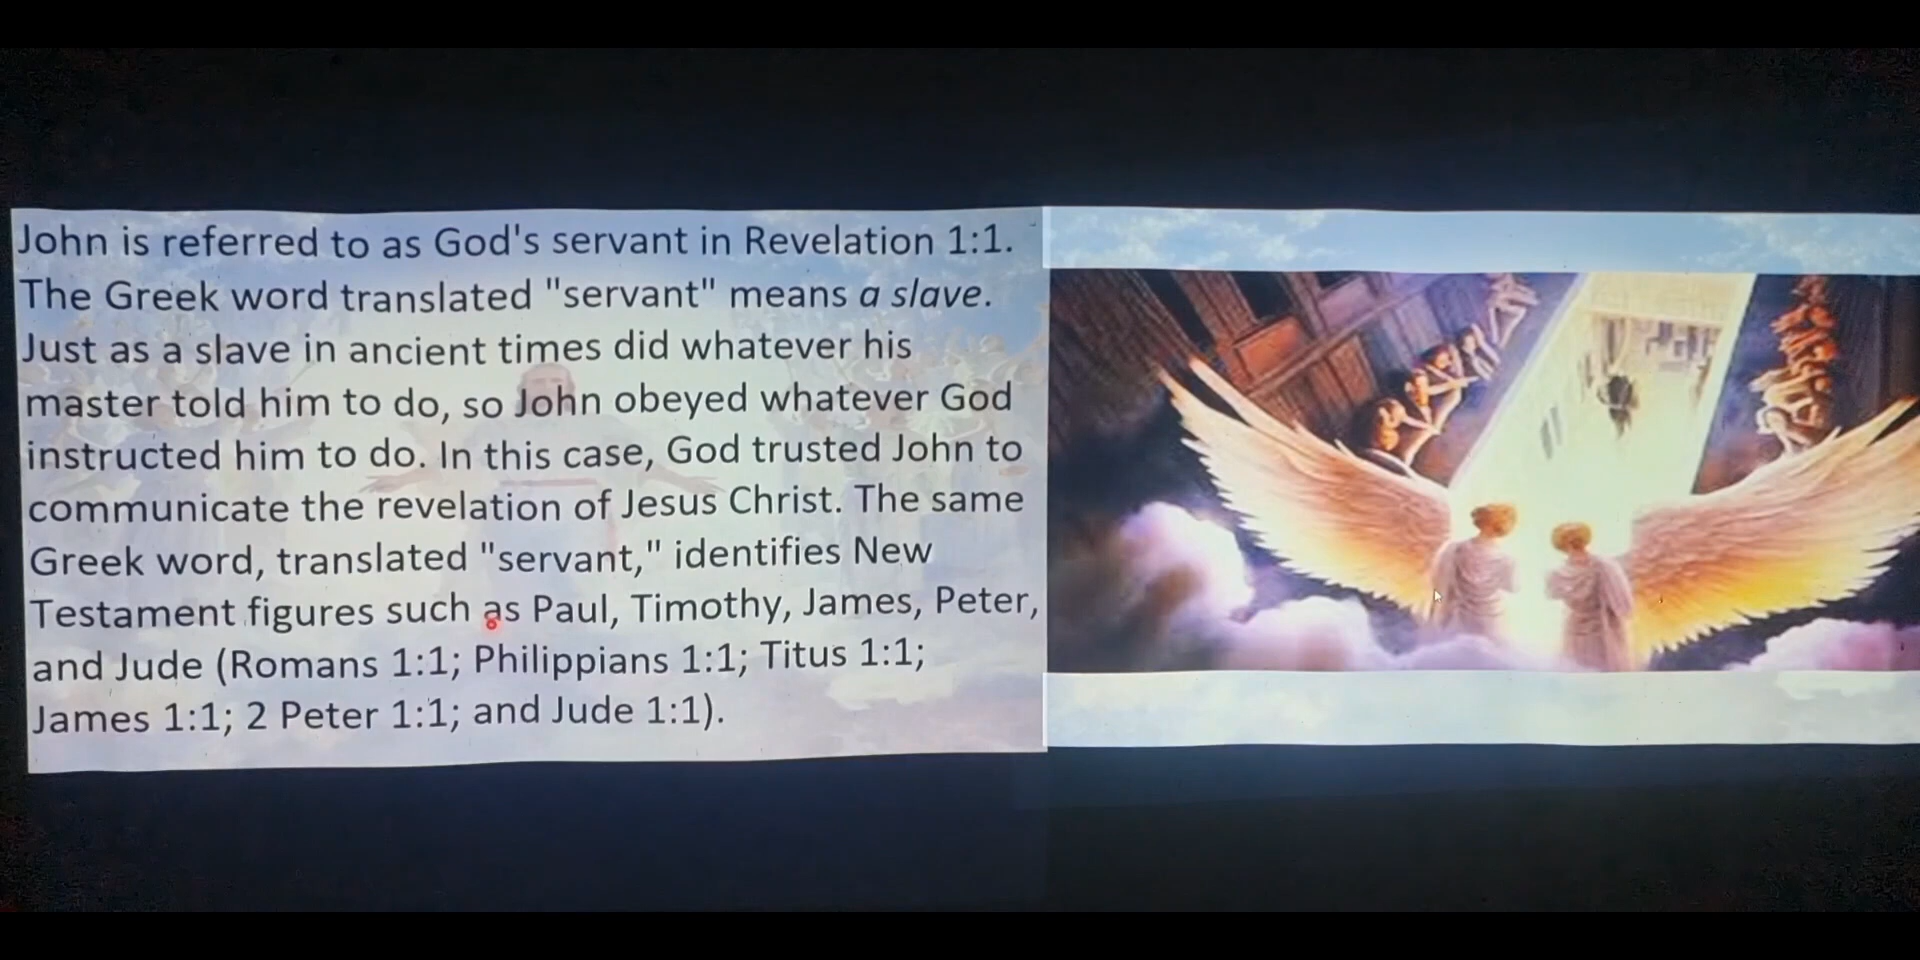 John is referred to as God's servant in Revelation 1:1.
The Greek word translated "servant" means a slave.
Just as a slave in ancient times did whatever his
master told him to do, so John obeyed whatever God
instructed him to do. In this case, God trusted John to
communicate the revelation of Jesus Christ. The same
Greek word, translated "servant," identifies New
Testament figures such as Paul, Timothy, James, Peter,
and Jude (Romans 1:1; Philippians 1:1; Titus 1:1;
James 1:1; 2 Peter 1:1; and Jude 1:1).